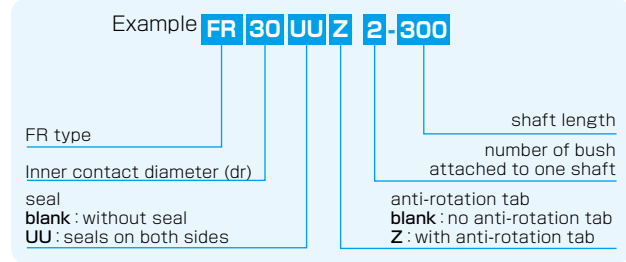 Example FR 30 UU Z 2 - 300
shaft length
FR type
number of bush
attached to one shaft
Inner contact diameter (dr)
seal
blank : without seal
UU : seals on both sides
anti-rotation tab
blank : no anti-rotation tab
Z : with anti-rotation tab